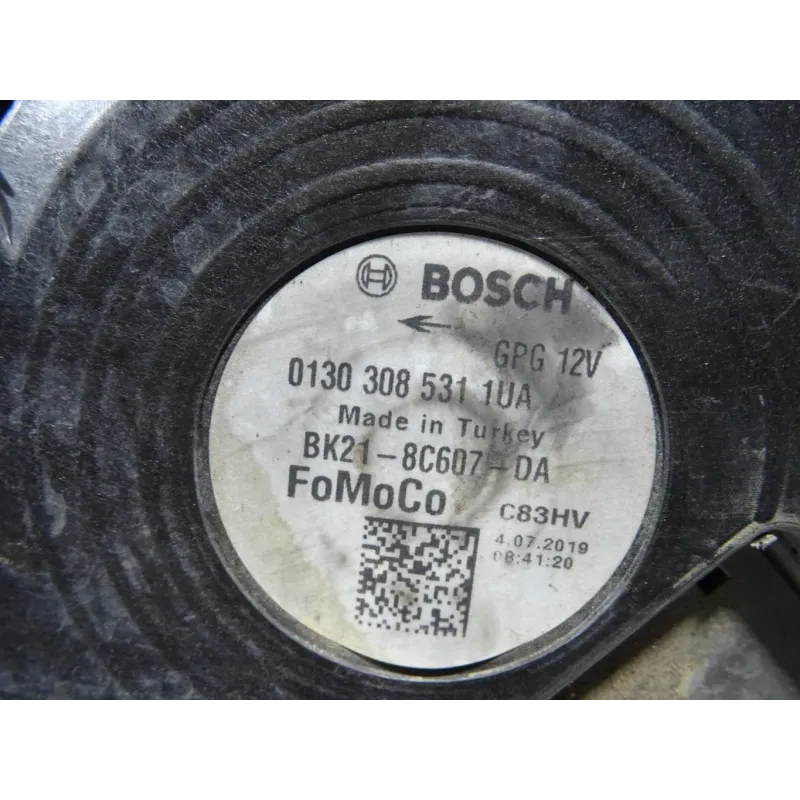 BOSCH
GPG 12V
0130 308 531 1UA
Made in Turkey
BK21-8C607-DA
FoMoCo
C83HV
4.07.2019
08:41:20